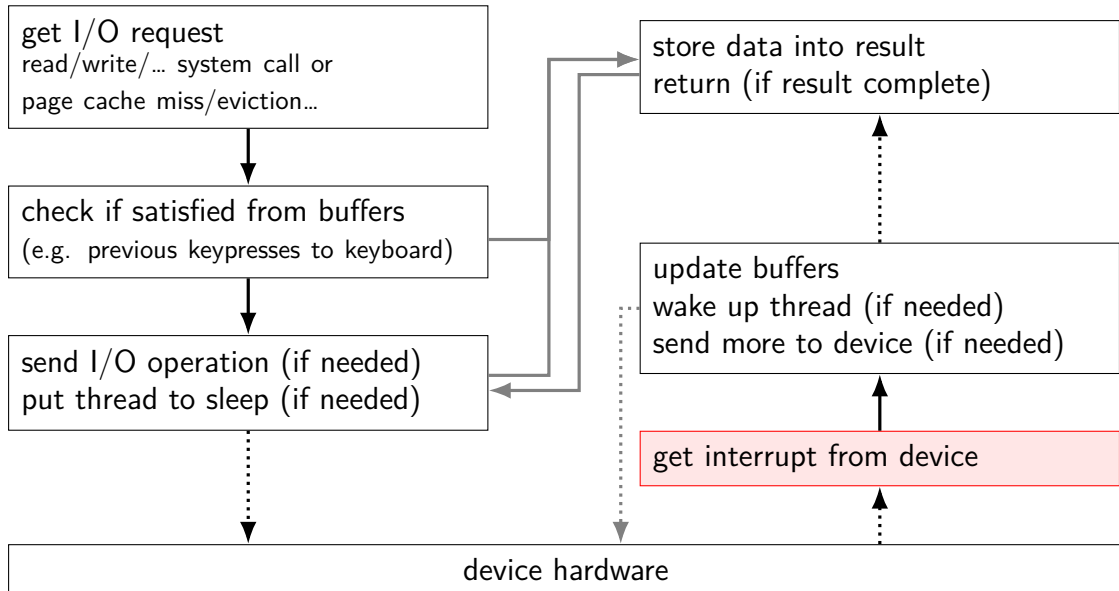 get I/O request
read/write/… system call or
page cache miss/eviction…
check if satisfied from buffers
(e.g. previous keypresses to keyboard)
send I/O operation (if needed)
put thread to sleep (if needed)
store data into result
return (if result complete)
update buffers
wake up thread (if needed)
send more to device (if needed)
get interrupt from device
device hardware